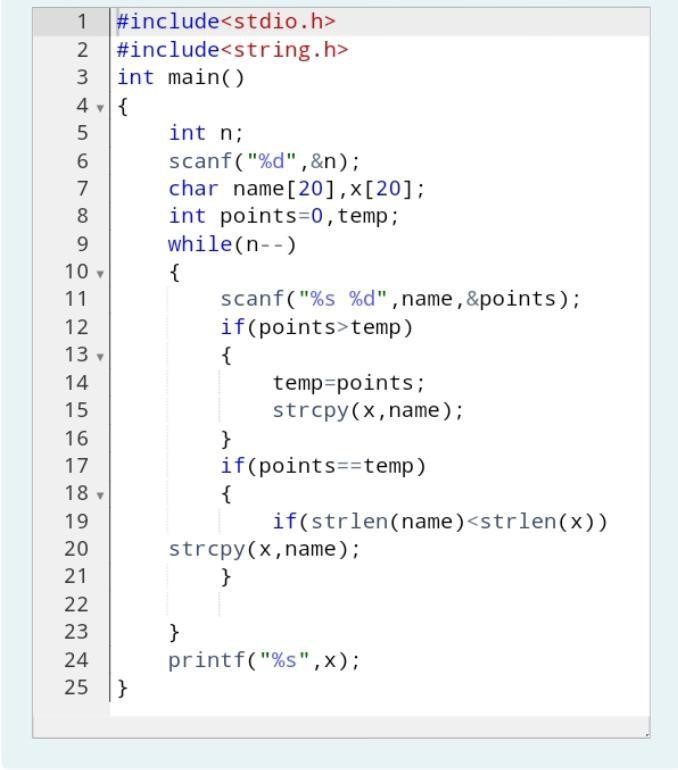 1 #include<stdio.h>
2 #include<string.h>
3 int main()
4 {
5     int n;
6     scanf("%d",&n);
7     char name[20],x[20];
8     int points=0,temp;
9     while(n--)
10     {
11         scanf("%s %d",name,&points);
12         if(points>temp)
13         {
14             temp=points;
15             strcpy(x,name);
16         }
17         if(points==temp)
18         {
19             if(strlen(name)<strlen(x))
20     strcpy(x,name);
21         }
22
23     }
24     printf("%s",x);
25 }